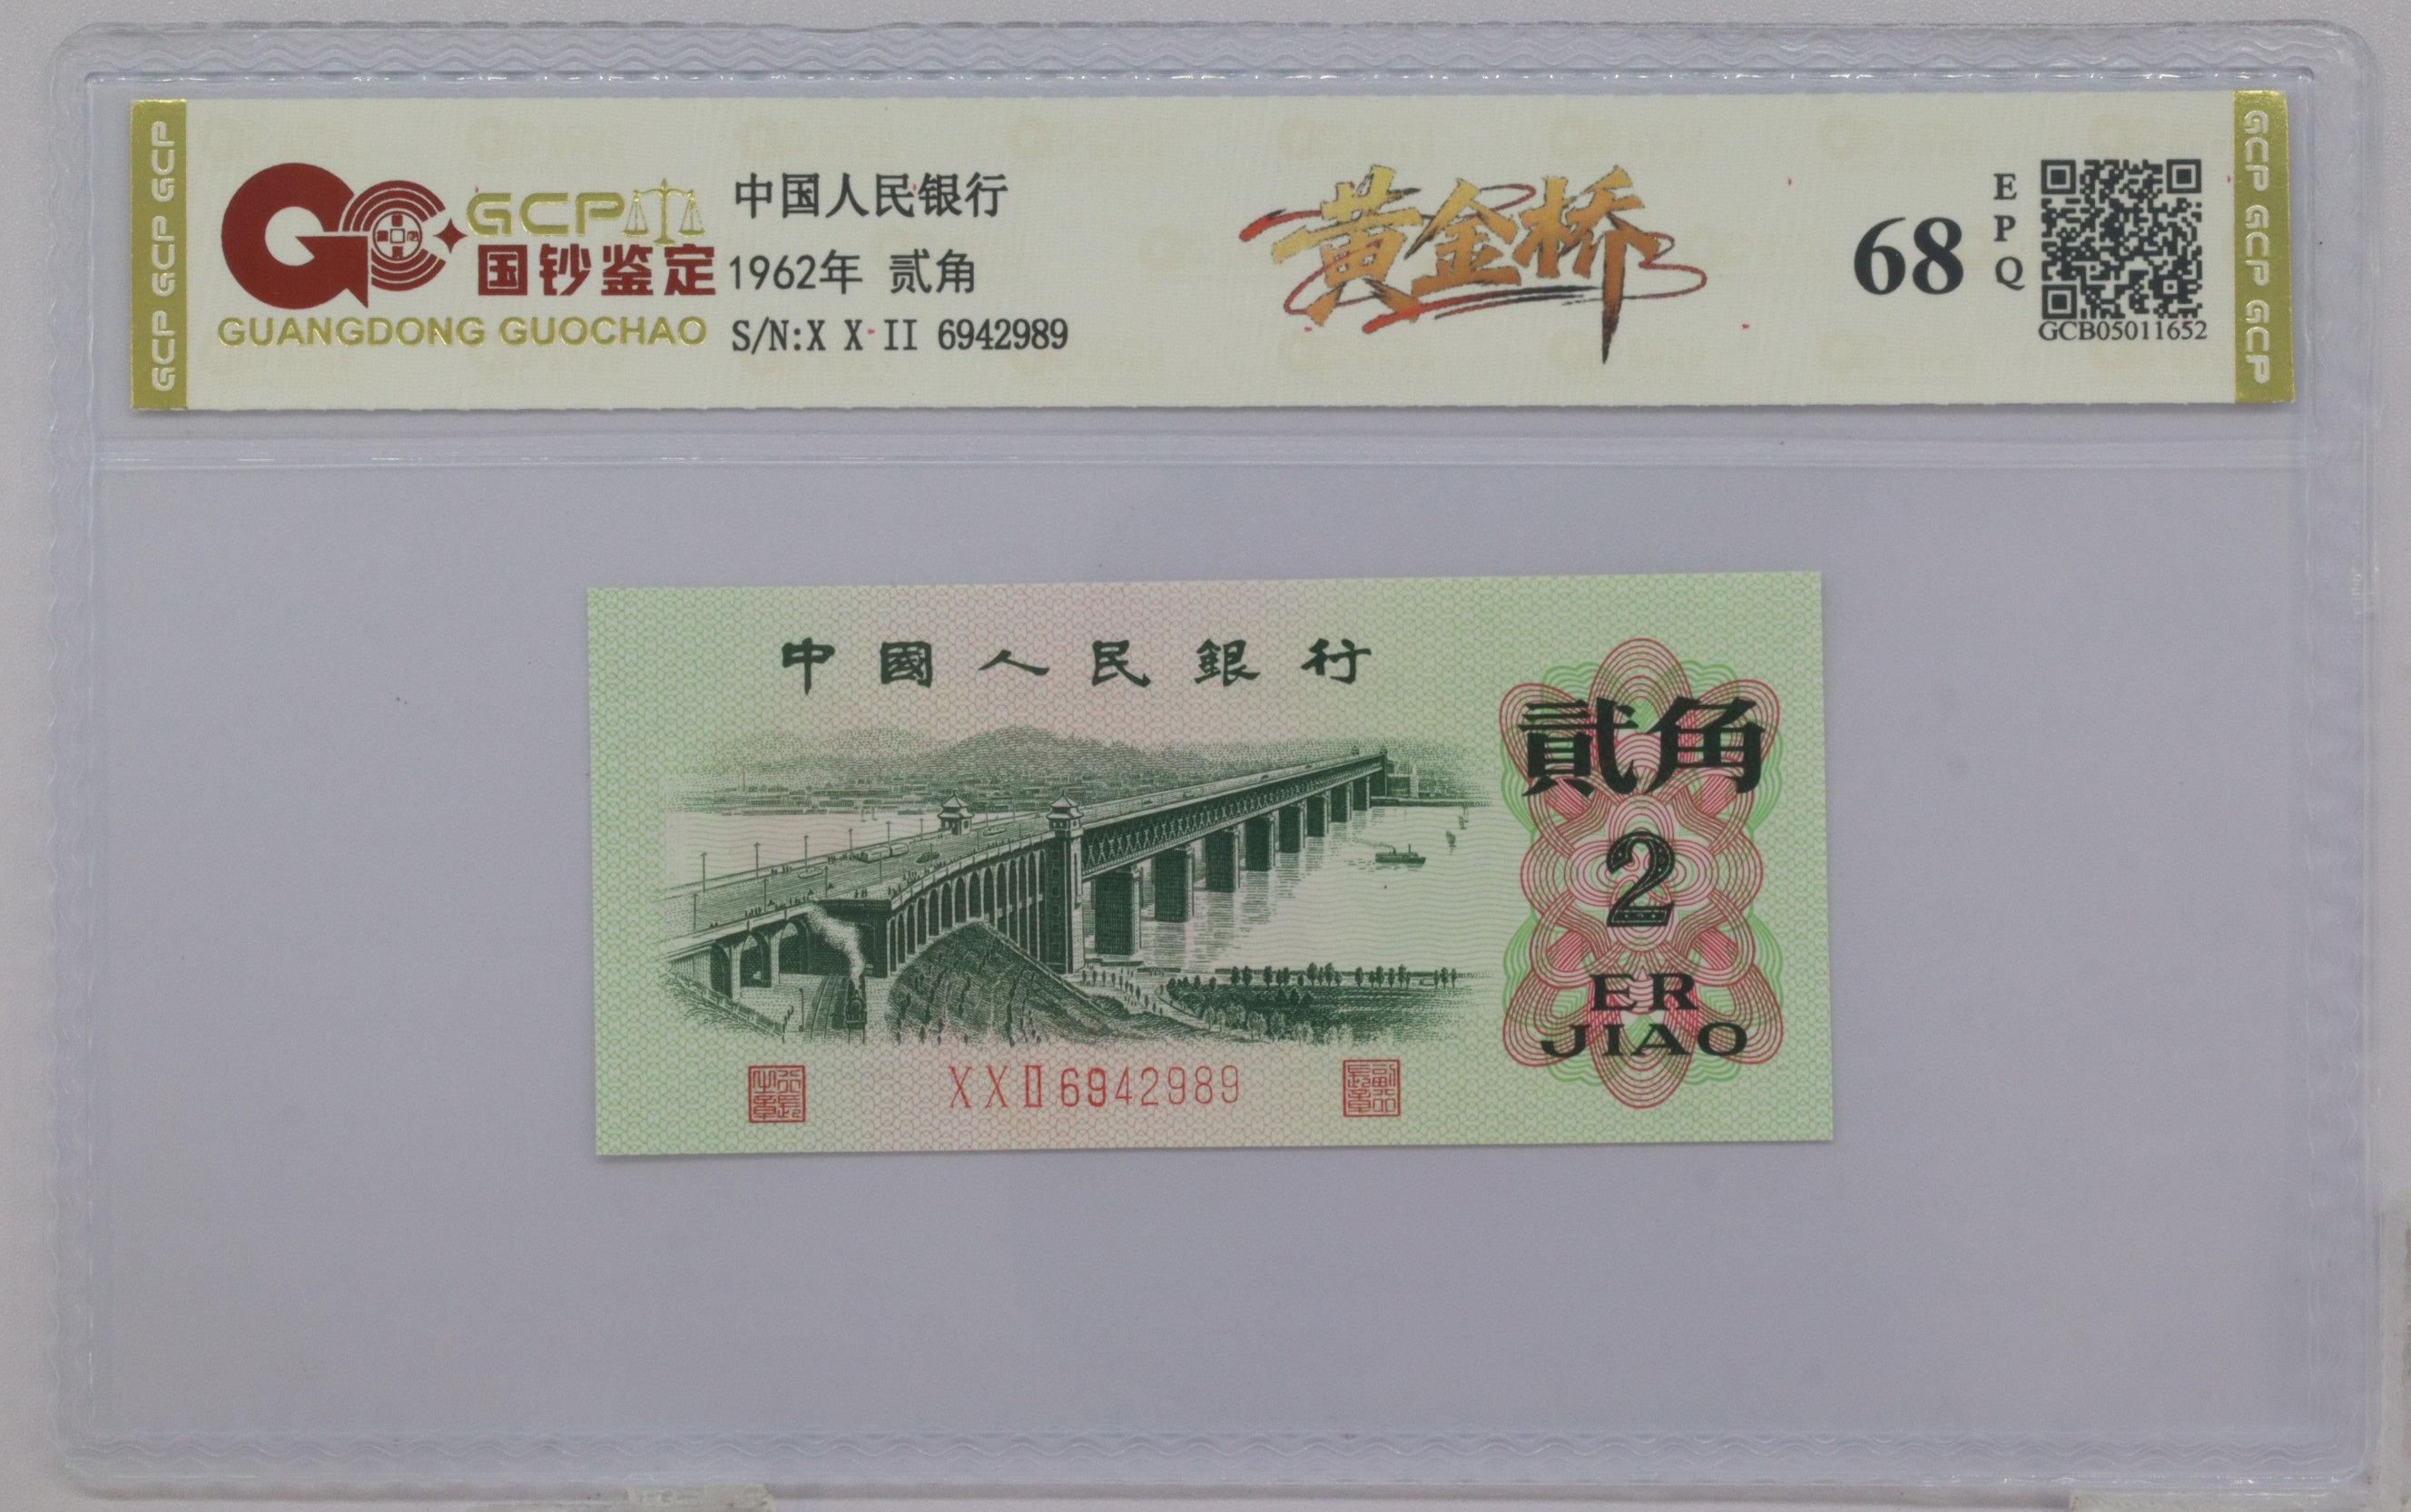 GCP GCP GCP
GCP
国钞鉴定
GUANGDONG GUOCHAO
中国人民银行
1962年 贰角
S/N:X X II 6942989
黄金桥
68
EPQ
GCB05011652
GCP GCP GCP
中國人民銀行
貳角
2
ER
JIAO
XXII6942989